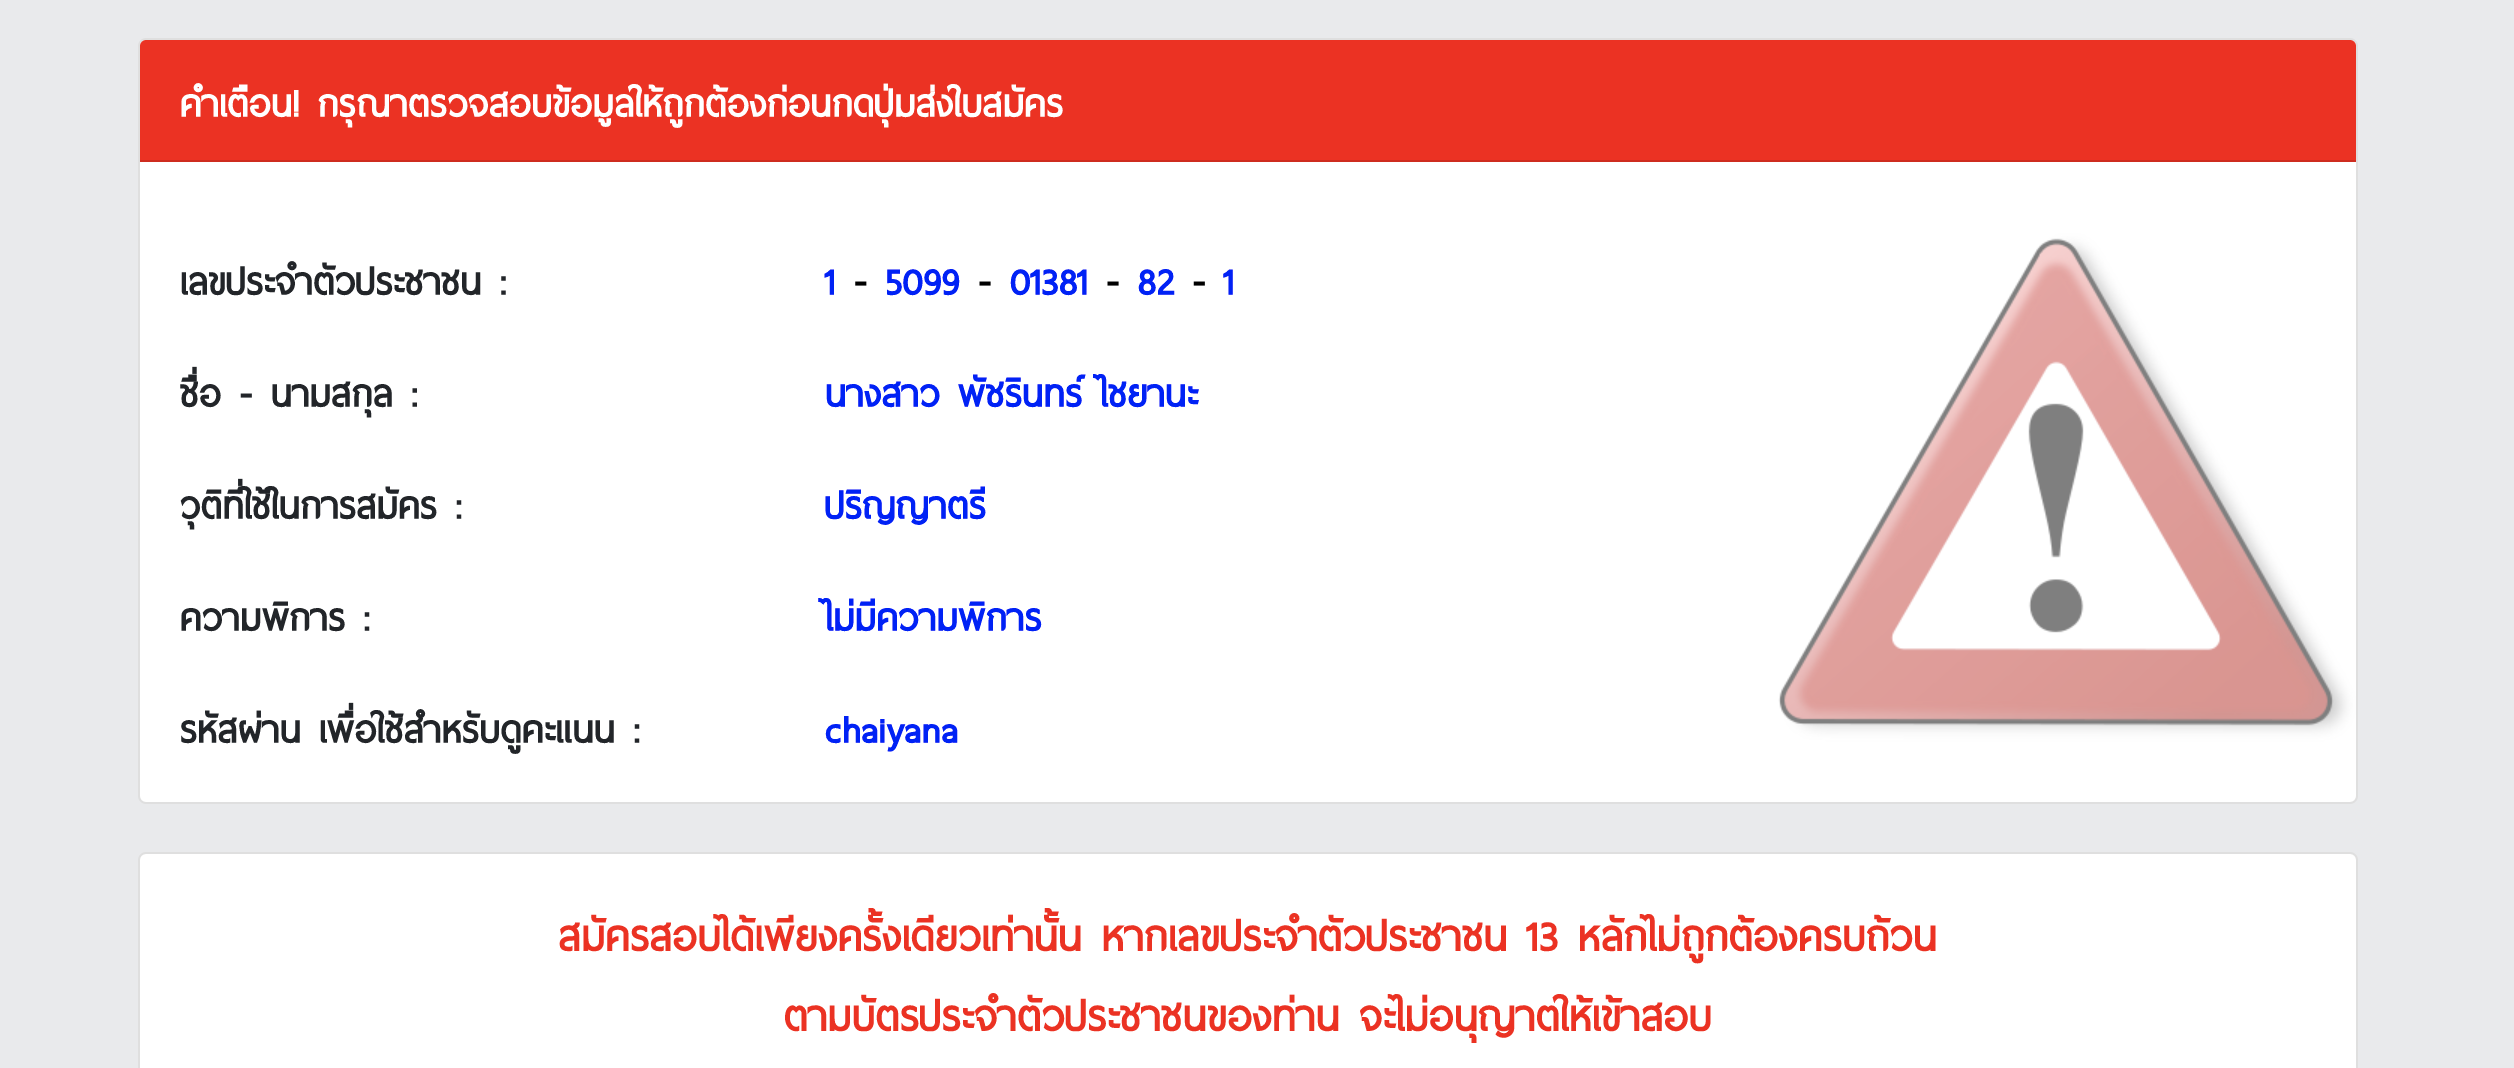 คำเตือน! กรุณาตรวจสอบข้อมูลให้ถูกต้องก่อนกดปุ่มส่งใบสมัคร
เลขประจำตัวประชาชน : 1 - 5099 - 01381 - 82 - 1
ชื่อ - นามสกุล : นางสาว พัชรินทร์ ไชยานะ
วุฒิที่ใช้ในการสมัคร : ปริญญาตรี
ความพิการ : ไม่มีความพิการ
รหัสผ่าน เพื่อใช้สำหรับดูคะแนน : chaiyana
สมัครสอบได้เพียงครั้งเดียวเท่านั้น หากเลขประจำตัวประชาชน 13 หลักไม่ถูกต้องครบถ้วน
ตามบัตรประจำตัวประชาชนของท่าน จะไม่อนุญาตให้เข้าสอบ